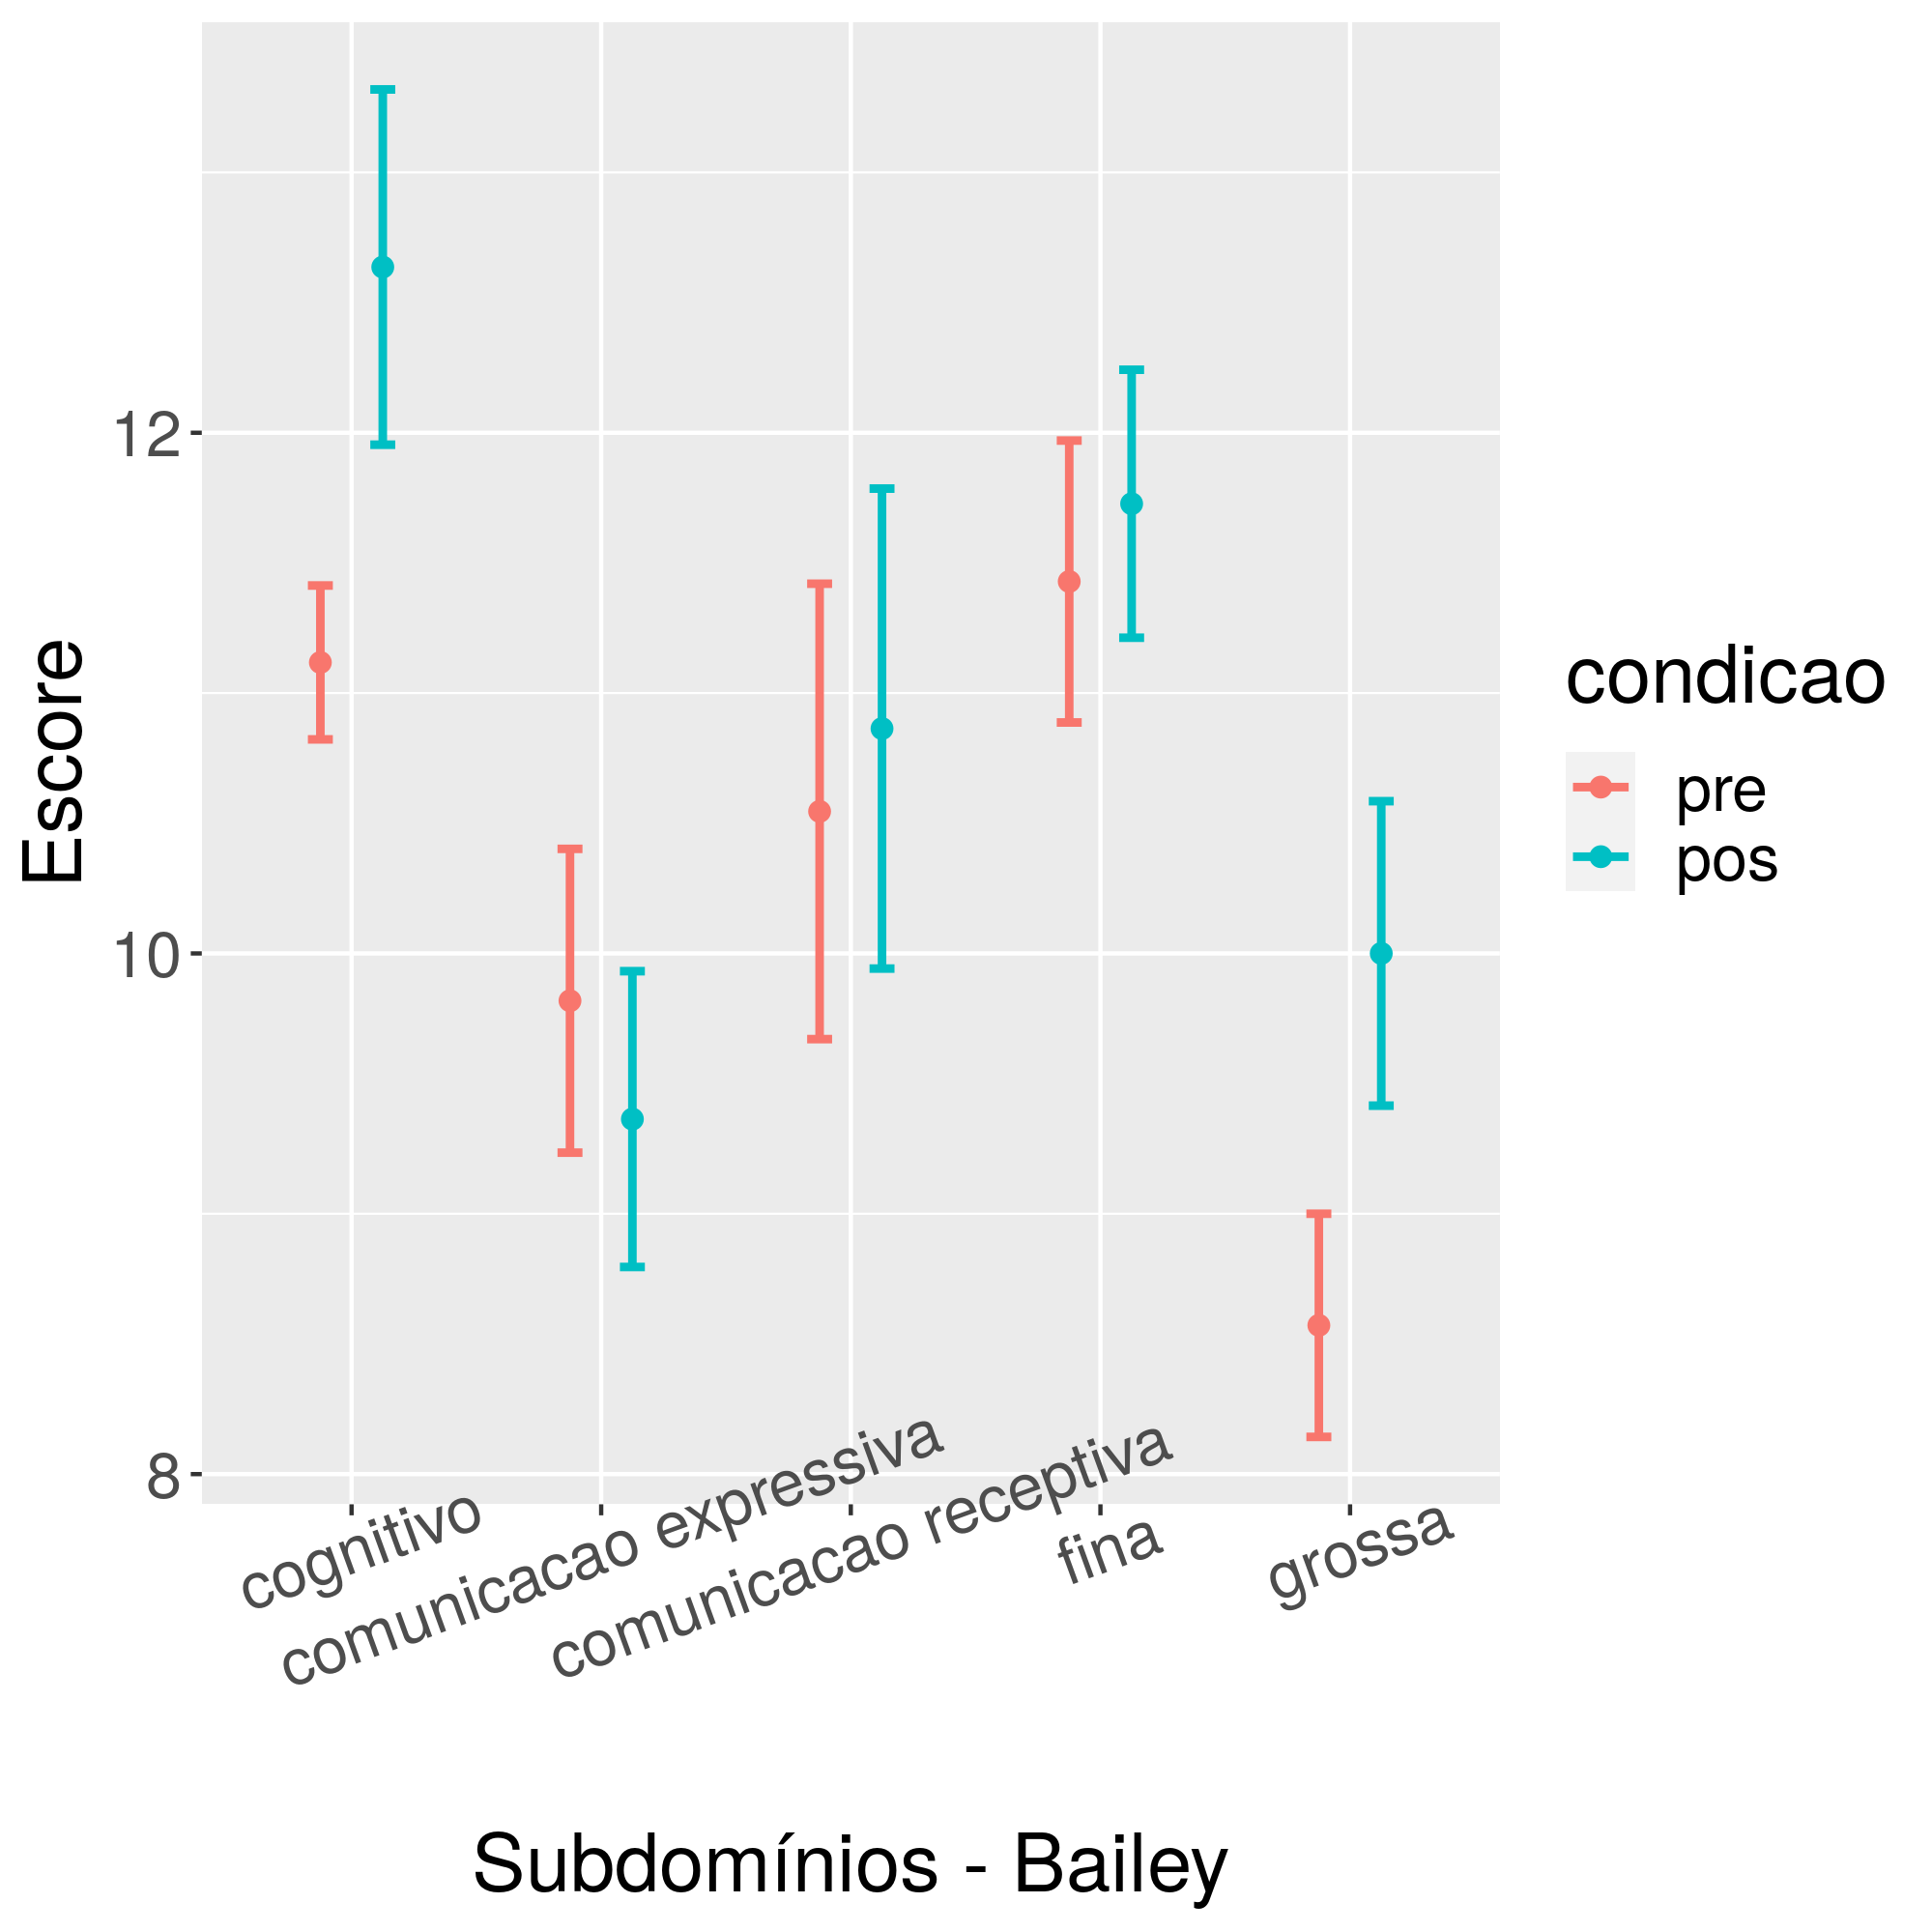 Escore
12
10
8
cognitivo
comunicacao expressiva
comunicacao receptiva
fina
grossa
Subdomínios - Bailey
condicao
pre
pos